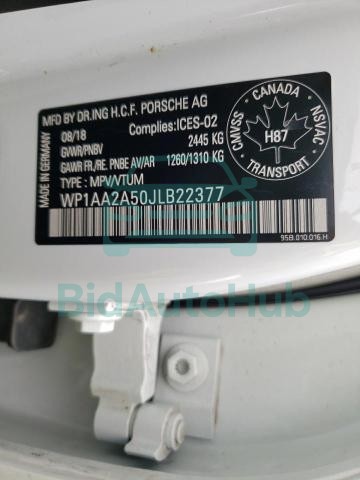 MFD BY DR.ING H.C.F. PORSCHE AG
08/18 Complies:ICES-02
GVWR/PNBV 2445 KG
GAWR FR./RE. PNBE AV/AR 1260/1310 KG
TYPE : MPV/VTUM
WP1AA2A50JLB22377
MADE IN GERMANY
CANADA
CMVSS
NSVAC
H87
TRANSPORT
95B.010.016.H
BidAutoHub
BidAutoHub